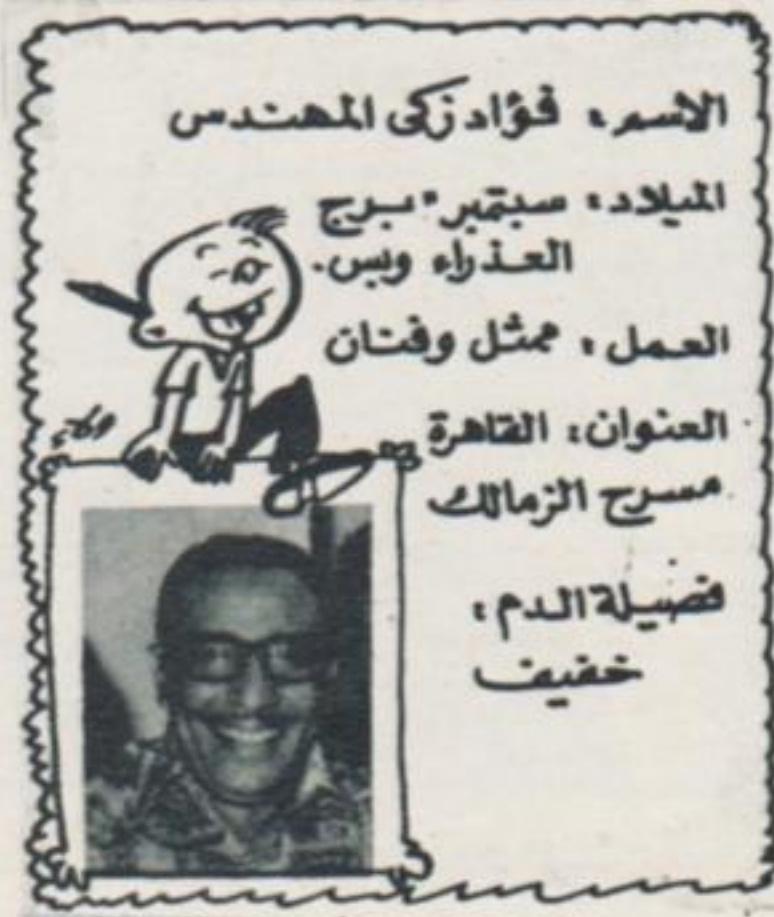 الاسم: فؤاد زكى المهندس
الميلاد: سبتمبر "برج
العذراء وبس.
العمل: ممثل وفنان
العنوان: القاهرة
مسرح الزمالك
فصيلة الدم:
خفيف